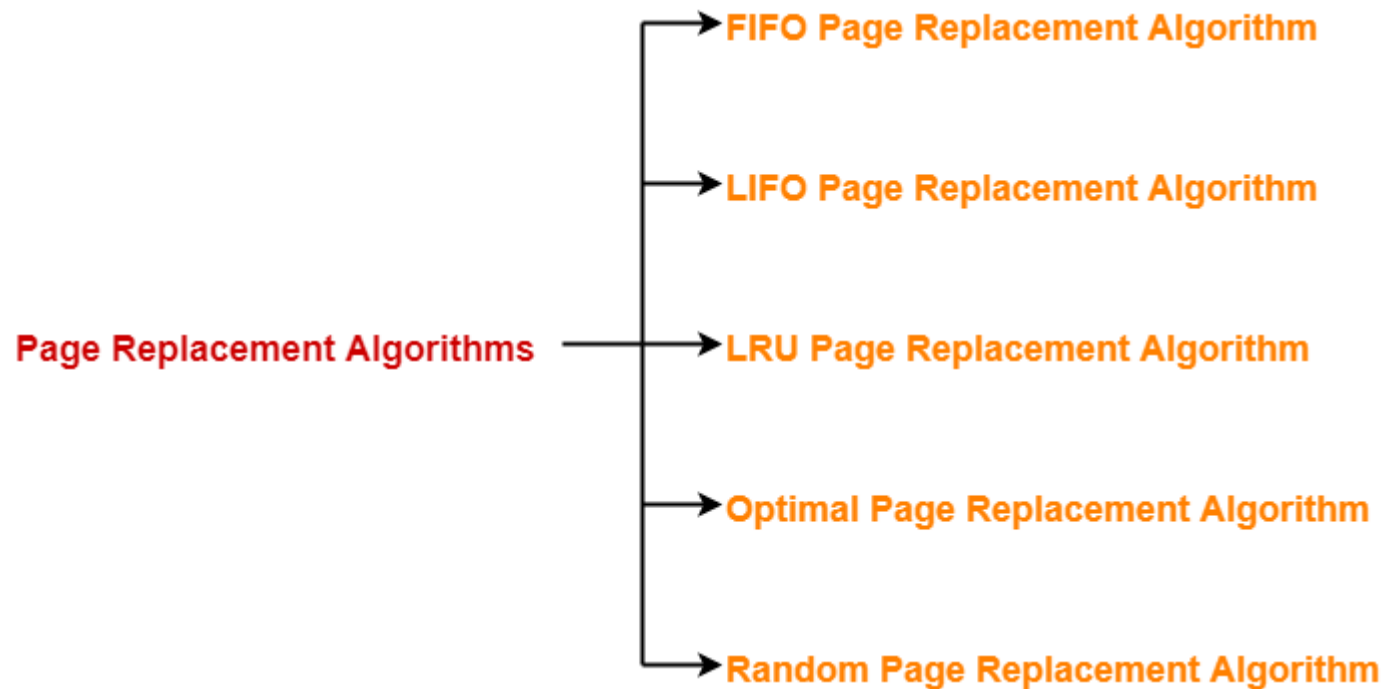 FIFO Page Replacement Algorithm
LIFO Page Replacement Algorithm
Page Replacement Algorithms
LRU Page Replacement Algorithm
Optimal Page Replacement Algorithm
Random Page Replacement Algorithm